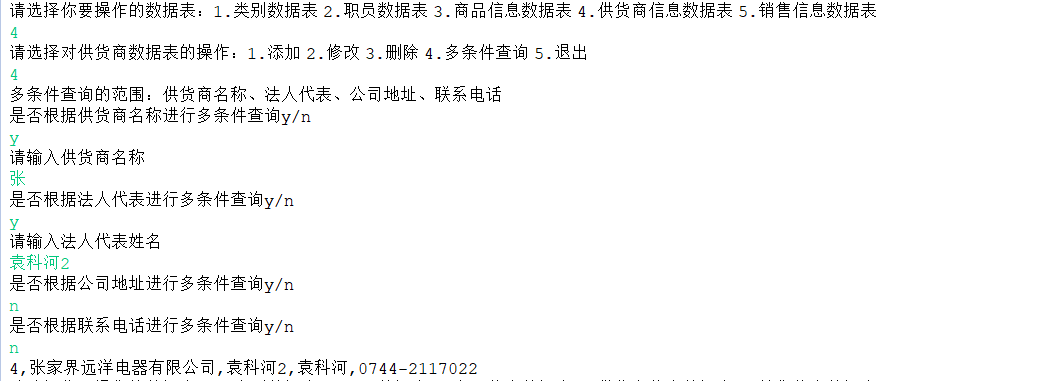 请选择你要操作的数据表：1.类别数据表 2.职员数据表 3.商品信息数据表 4.供货商信息数据表 5.销售信息数据表
4
请选择对供货商数据表的操作：1.添加 2.修改 3.删除 4.多条件查询 5.退出
4
多条件查询的范围：供货商名称、法人代表、公司地址、联系电话
是否根据供货商名称进行多条件查询y/n
y
请输入供货商名称
张
是否根据法人代表进行多条件查询y/n
y
请输入法人代表姓名
袁科河2
是否根据公司地址进行多条件查询y/n
n
是否根据联系电话进行多条件查询y/n
n
4,张家界远洋电器有限公司,袁科河2,袁科河,0744-2117022